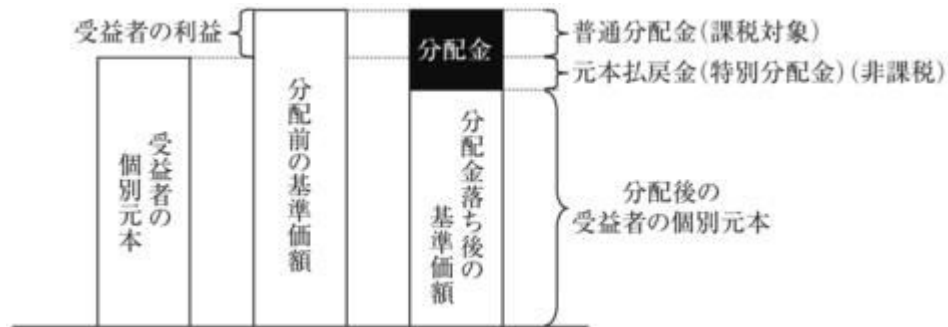 受益者の利益
分配金
普通分配金(課税対象)
元本払戻金(特別分配金)(非課税)
受益者の
個別元本
分配前の基準価額
分配金落ち後の
基準価額
分配後の
受益者の個別元本